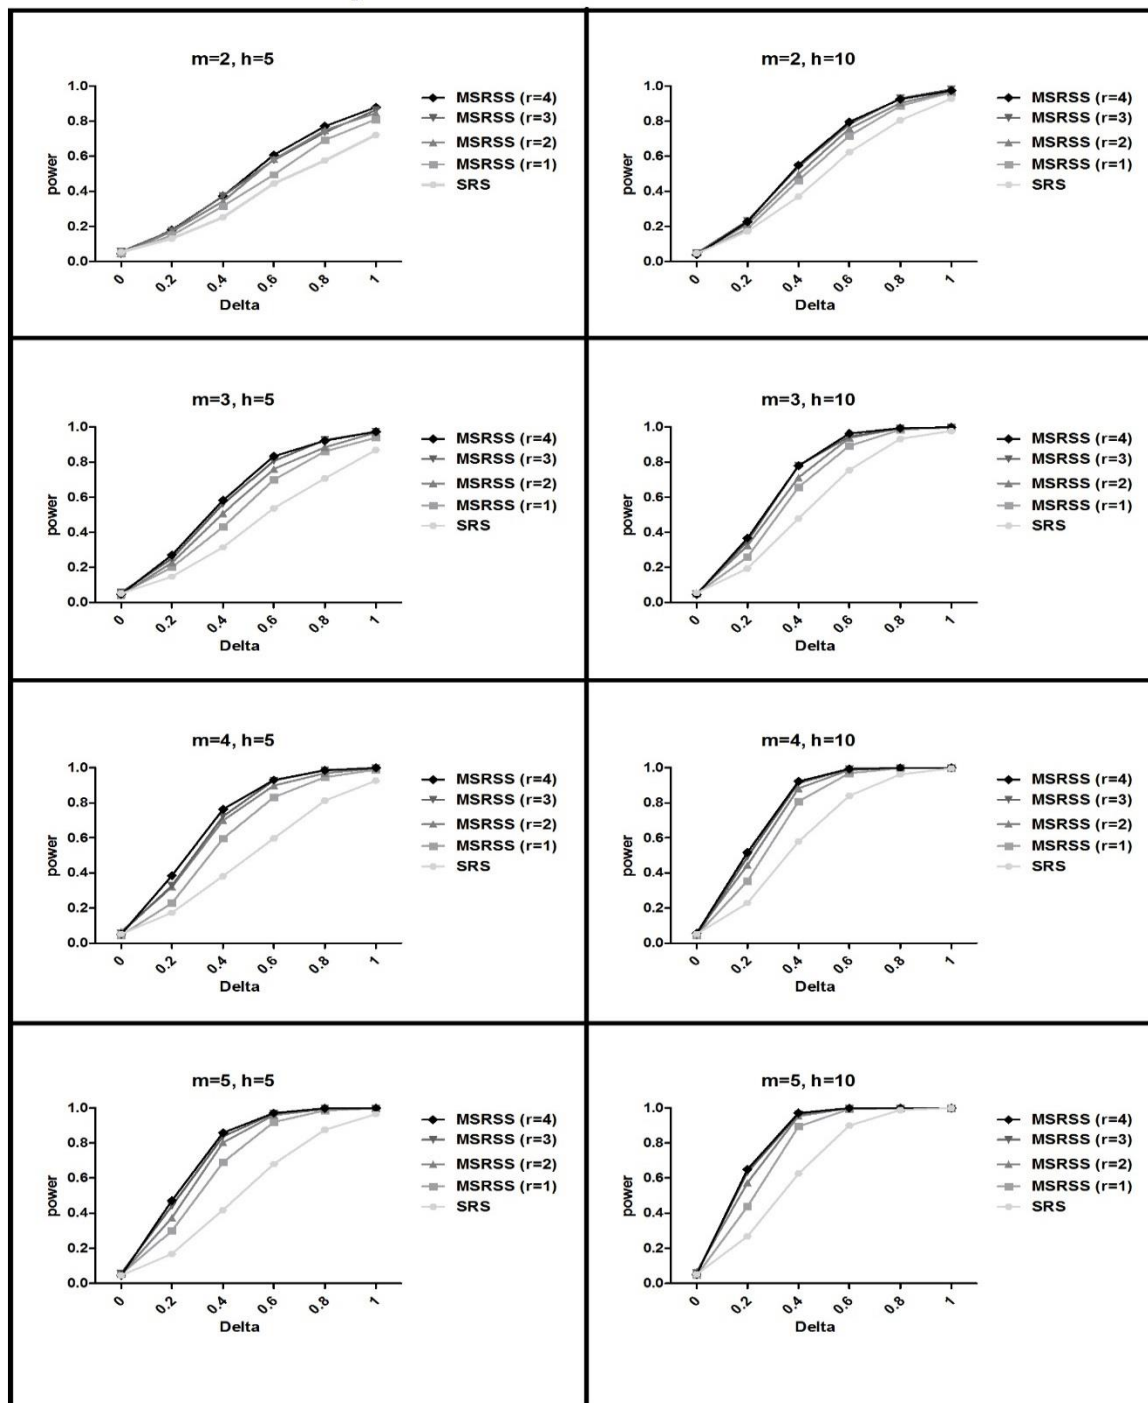 m=2, h=5
1.0
0.8
0.6
0.4
0.2
0.0
power
0
0.2
0.4
0.6
0.8
1
Delta
MSRSS (r=4)
MSRSS (r=3)
MSRSS (r=2)
MSRSS (r=1)
SRS
m=2, h=10
1.0
0.8
0.6
0.4
0.2
0.0
power
0
0.2
0.4
0.6
0.8
1
Delta
MSRSS (r=4)
MSRSS (r=3)
MSRSS (r=2)
MSRSS (r=1)
SRS
m=3, h=5
1.0
0.8
0.6
0.4
0.2
0.0
power
0
0.2
0.4
0.6
0.8
1
Delta
MSRSS (r=4)
MSRSS (r=3)
MSRSS (r=2)
MSRSS (r=1)
SRS
m=3, h=10
1.0
0.8
0.6
0.4
0.2
0.0
power
0
0.2
0.4
0.6
0.8
1
Delta
MSRSS (r=4)
MSRSS (r=3)
MSRSS (r=2)
MSRSS (r=1)
SRS
m=4, h=5
1.0
0.8
0.6
0.4
0.2
0.0
power
0
0.2
0.4
0.6
0.8
1
Delta
MSRSS (r=4)
MSRSS (r=3)
MSRSS (r=2)
MSRSS (r=1)
SRS
m=4, h=10
1.0
0.8
0.6
0.4
0.2
0.0
power
0
0.2
0.4
0.6
0.8
1
Delta
MSRSS (r=4)
MSRSS (r=3)
MSRSS (r=2)
MSRSS (r=1)
SRS
m=5, h=5
1.0
0.8
0.6
0.4
0.2
0.0
power
0
0.2
0.4
0.6
0.8
1
Delta
MSRSS (r=4)
MSRSS (r=3)
MSRSS (r=2)
MSRSS (r=1)
SRS
m=5, h=10
1.0
0.8
0.6
0.4
0.2
0.0
power
0
0.2
0.4
0.6
0.8
1
Delta
MSRSS (r=4)
MSRSS (r=3)
MSRSS (r=2)
MSRSS (r=1)
SRS